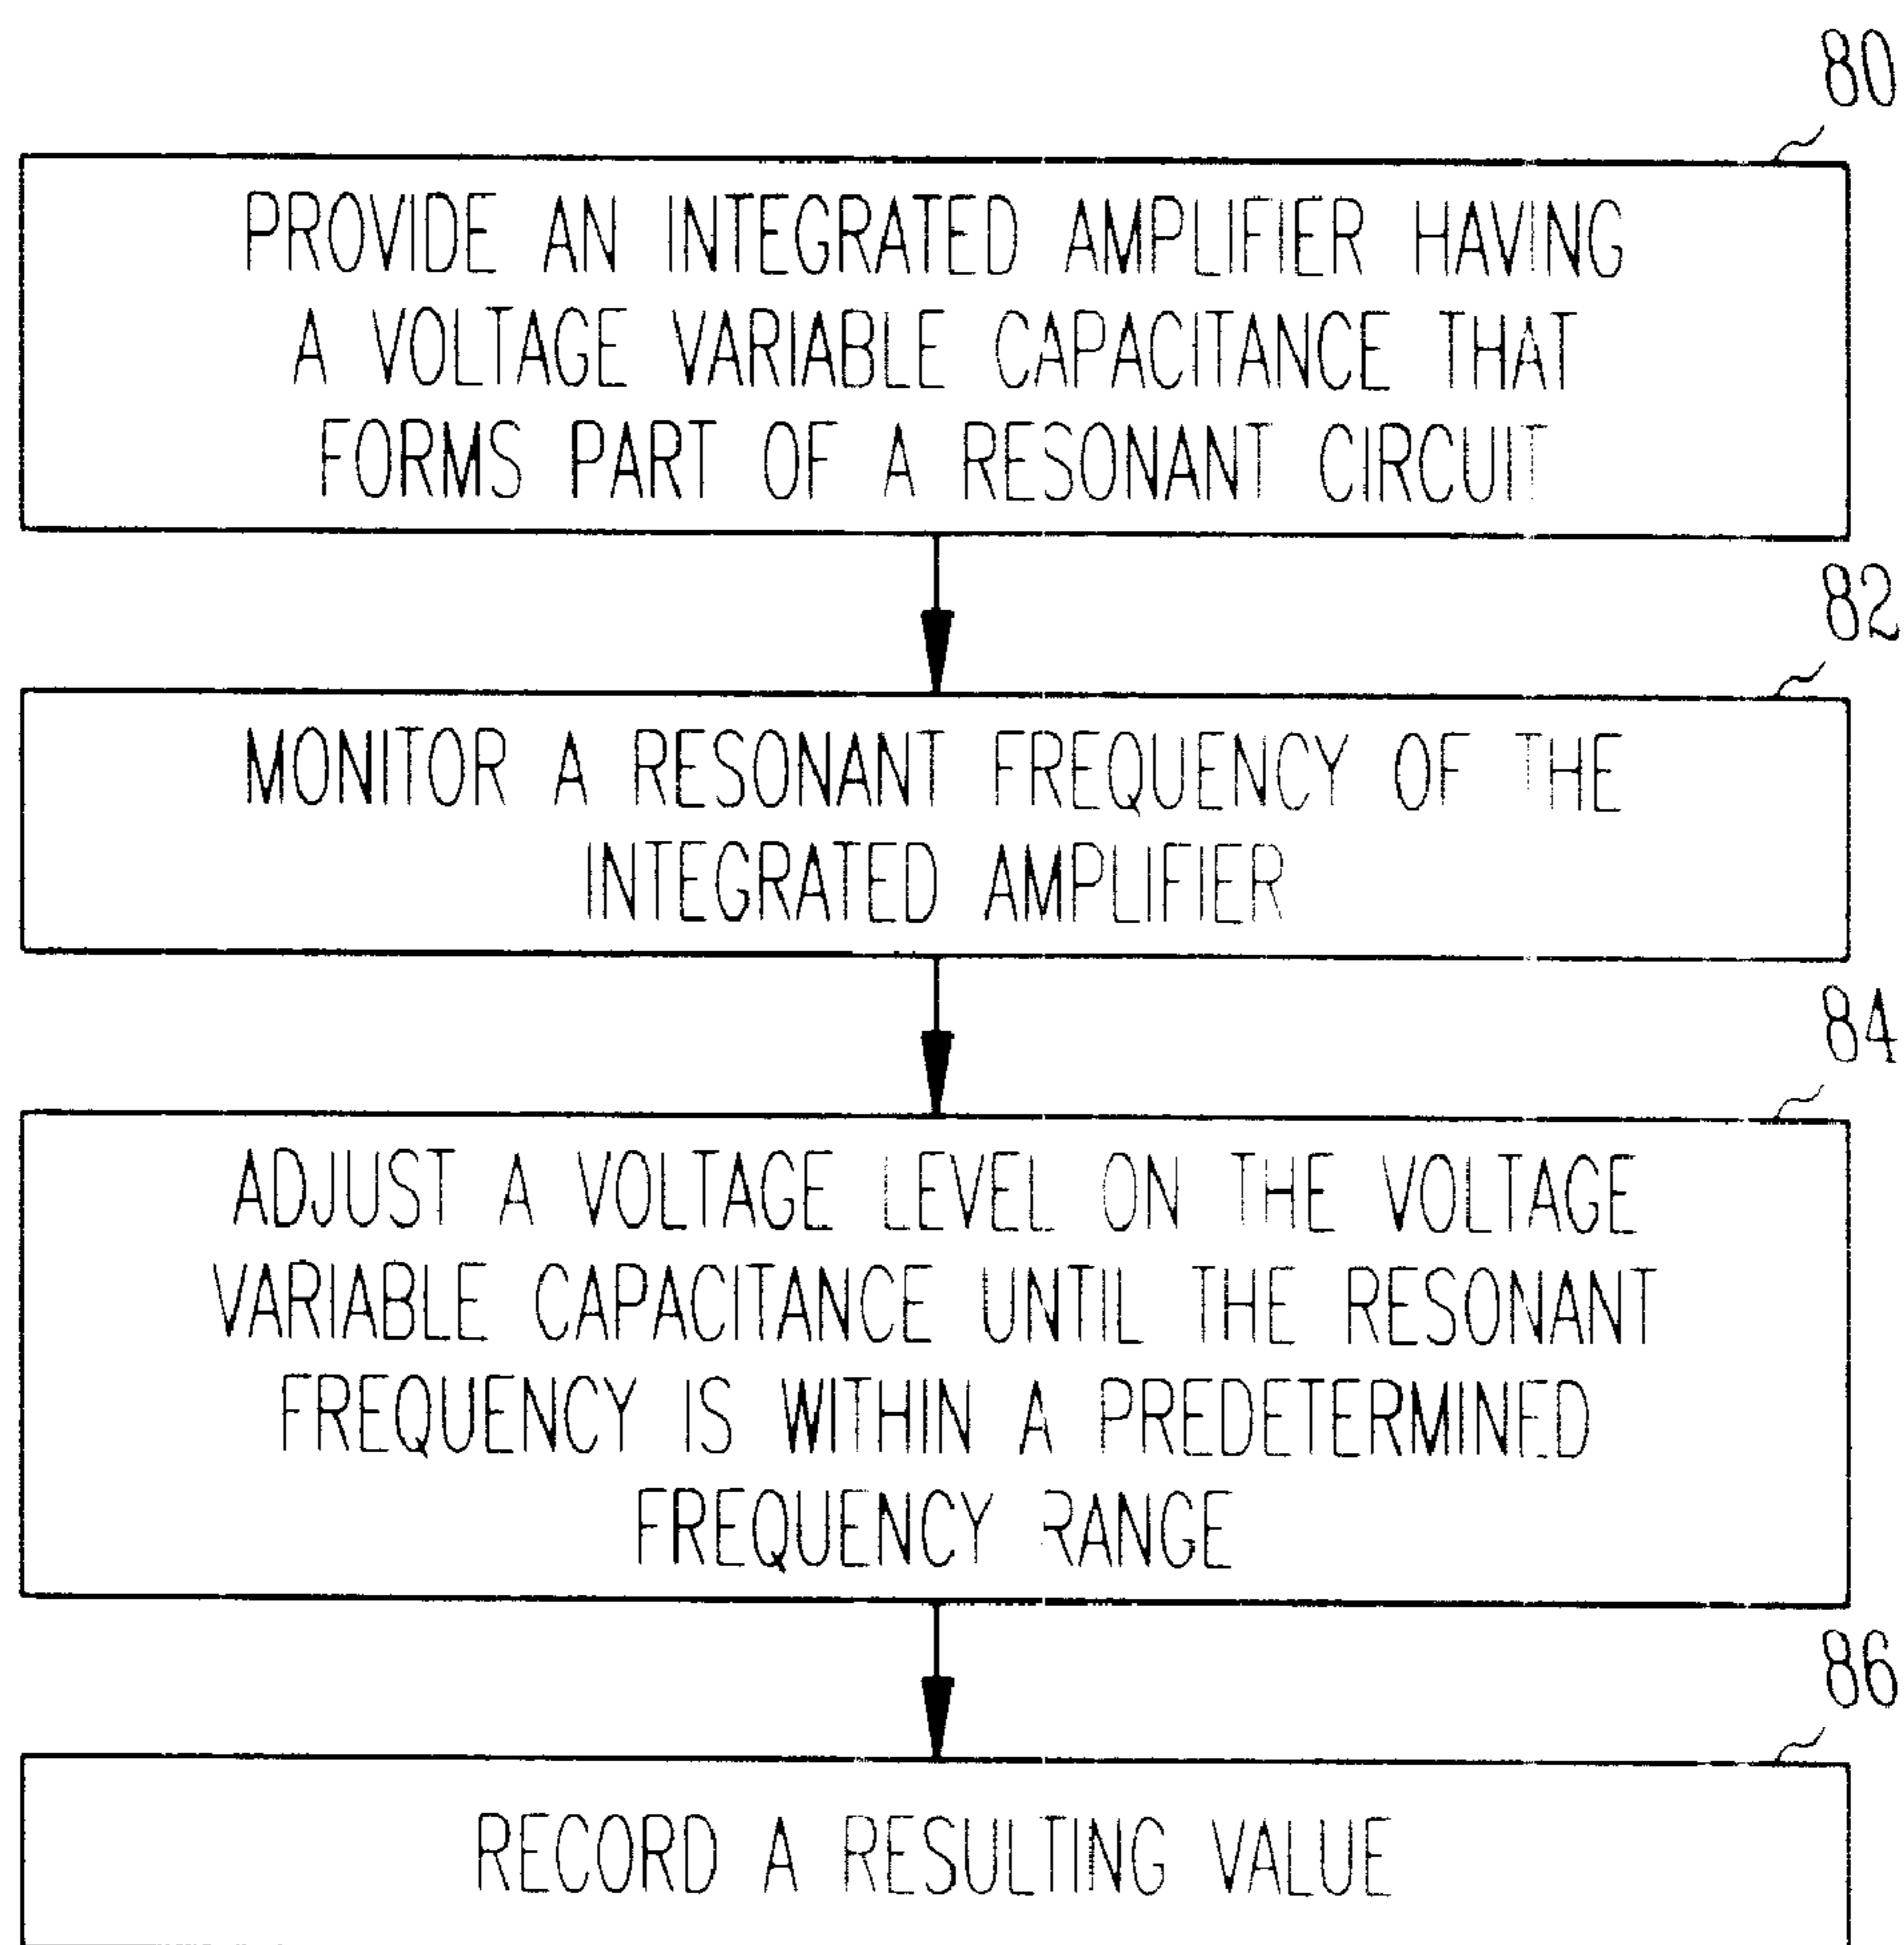 80
PROVIDE AN INTEGRATED AMPLIFIER HAVING
A VOLTAGE VARIABLE CAPACITANCE THAT
FORMS PART OF A RESONANT CIRCUIT
82
MONITOR A RESONANT FREQUENCY OF THE
INTEGRATED AMPLIFIER
84
ADJUST A VOLTAGE LEVEL ON THE VOLTAGE
VARIABLE CAPACITANCE UNTIL THE RESONANT
FREQUENCY IS WITHIN A PREDETERMINED
FREQUENCY RANGE
86
RECORD A RESULTING VALUE